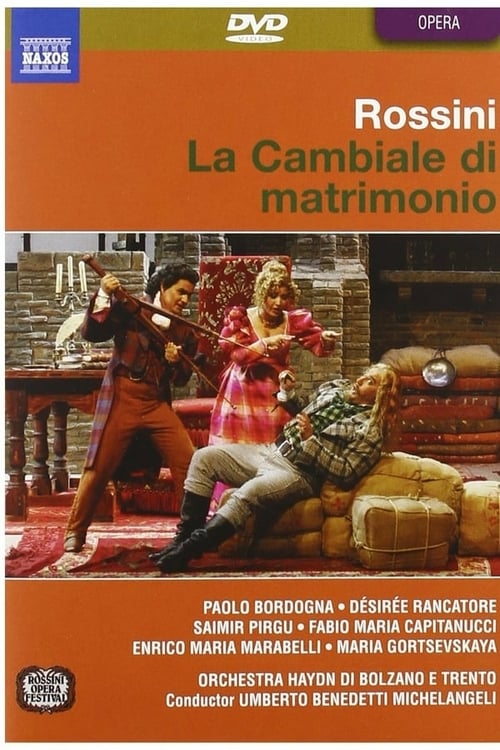 NAXOS
DVD
VIDEO
OPERA
Rossini
La Cambiale di
matrimonio
PAOLO BORDOGNA • DÉSIRÉE RANCATORE
SAIMIR PIRGU • FABIO MARIA CAPITANUCCI
ENRICO MARIA MARABELLI • MARIA GORTSEVSKAYA
ORCHESTRA HAYDN DI BOLZANO E TRENTO
Conductor UMBERTO BENEDETTI MICHELANGELI
ROSSINI
OPERA
FESTIVAL